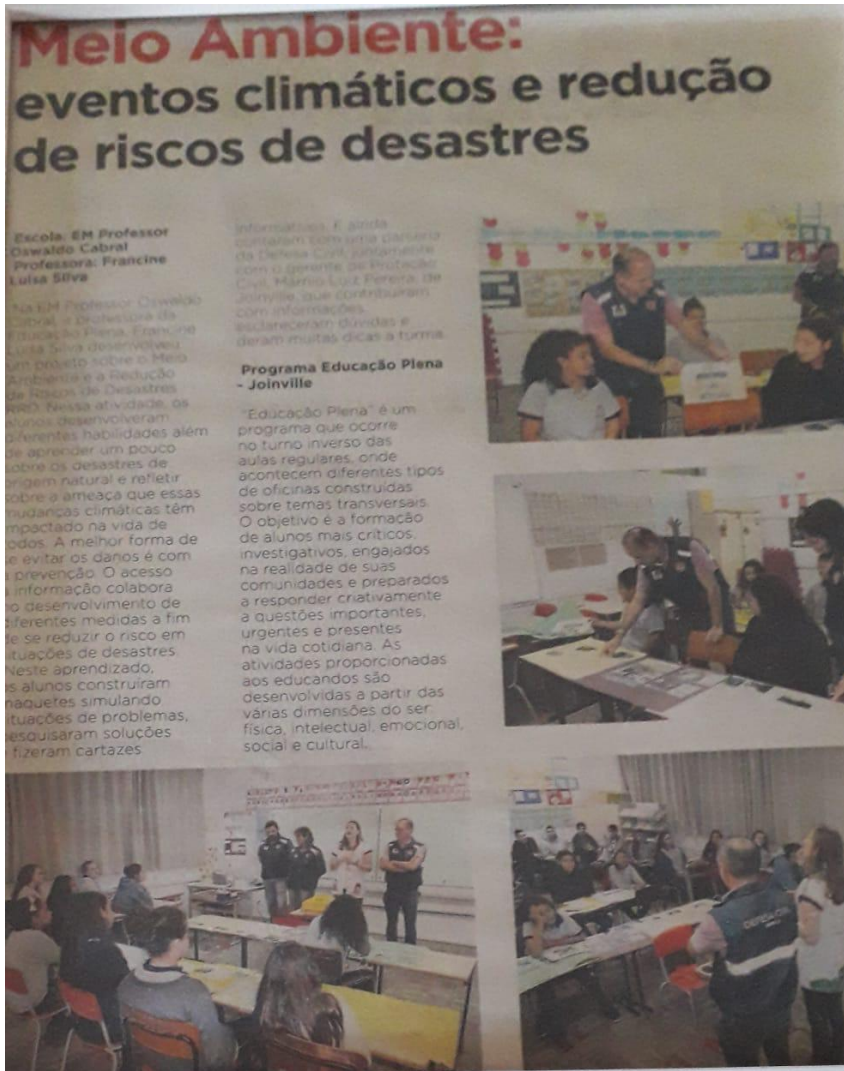 Meio Ambiente:
eventos climáticos e redução
de riscos de desastres
Escola: EM Professor
Oswaldo Cabral
Professora: Francine
Luisa Silva
Na EM Professor Oswaldo
Cabral, a professora da
Educação Plena, Francine
Luisa Silva desenvolveu
um projeto sobre o Meio
Ambiente e a Redução
de Riscos de Desastres
RRD. Nessa atividade, os
alunos desenvolveram
diferentes habilidades além
de aprender um pouco
sobre os desastres de
origem natural e refletir
sobre a ameaça que essas
mudanças climáticas têm
impactado na vida de
todos. A melhor forma de
se evitar os danos é com
a prevenção. O acesso
à informação colabora
no desenvolvimento de
diferentes medidas a fim
de se reduzir o risco em
situações de desastres.
Neste aprendizado,
os alunos construíram
maquetes simulando
situações de problemas,
pesquisaram soluções
e fizeram cartazes
informativos. E ainda
contaram com uma parceria
da Defesa Civil, juntamente
com o gerente de Proteção
Civil, Márcio Luiz Pereira, de
Joinville, que contribuíram
com informações,
esclareceram dúvidas e
deram muitas dicas a turma.
Programa Educação Plena
- Joinville
"Educação Plena" é um
programa que ocorre
no turno inverso das
aulas regulares, onde
acontecem diferentes tipos
de oficinas construídas
sobre temas transversais.
O objetivo é a formação
de alunos mais críticos,
investigativos, engajados
na realidade de suas
comunidades e preparados
a responder criativamente
a questões importantes,
urgentes e presentes
na vida cotidiana. As
atividades proporcionadas
aos educandos são
desenvolvidas a partir das
várias dimensões do ser:
física, intelectual, emocional,
social e cultural.
DEFESA CIVIL